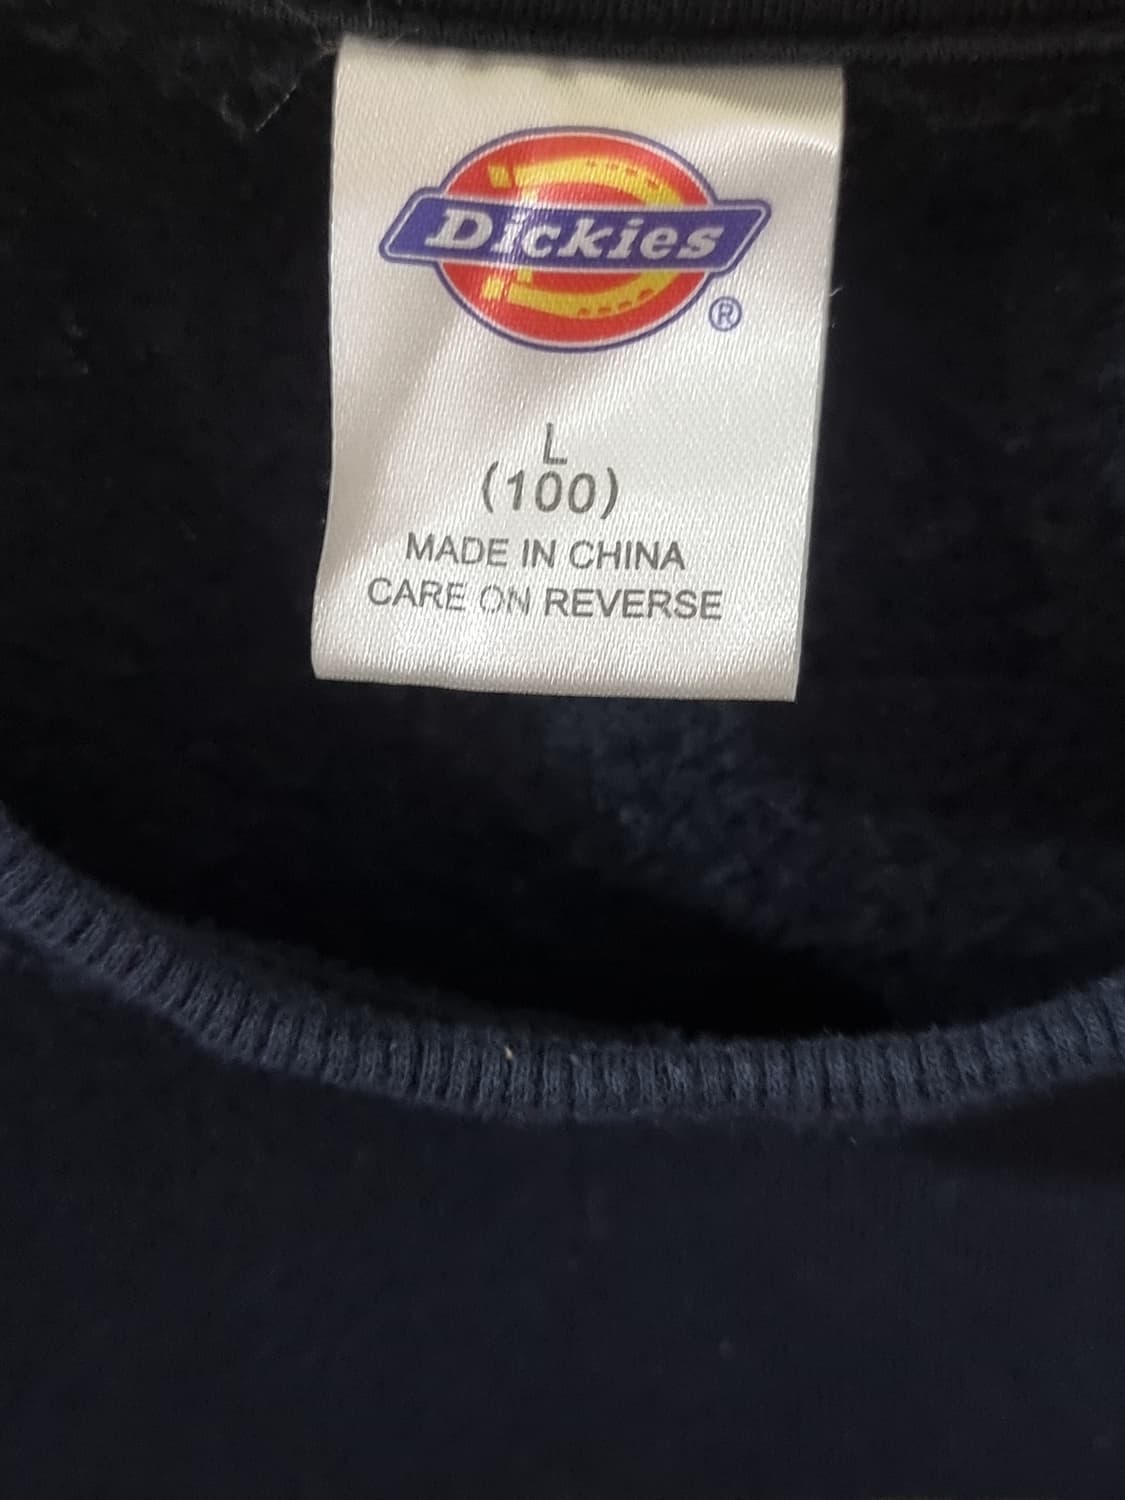 Dickies
®
L
(100)
MADE IN CHINA
CARE ON REVERSE